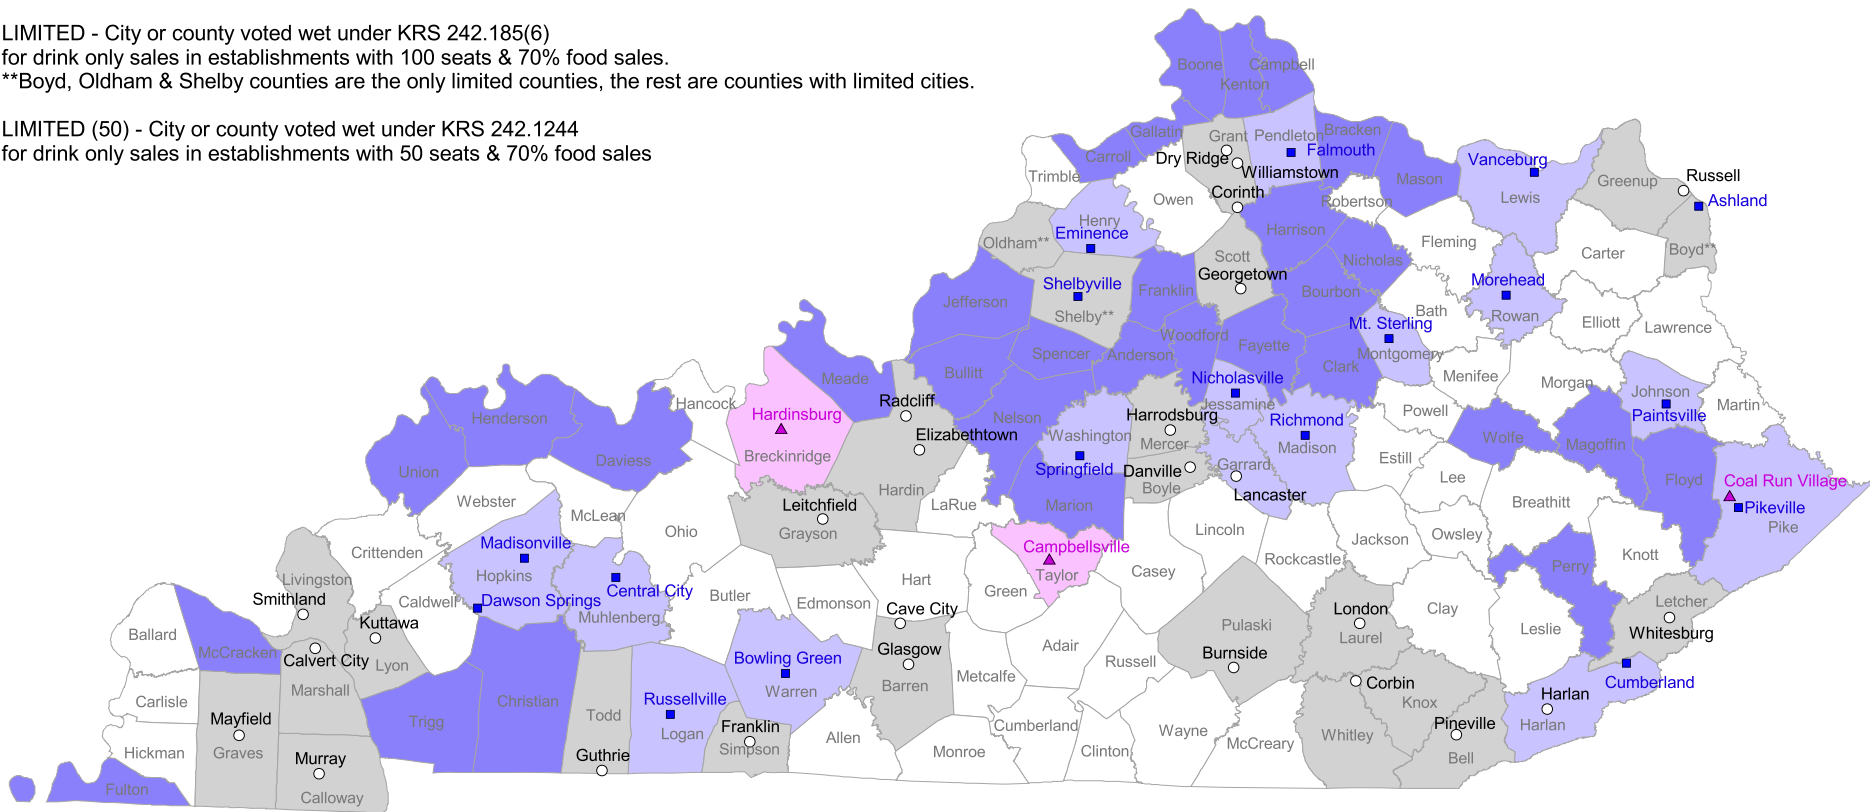 LIMITED - City or county voted wet under KRS 242.185(6)
for drink only sales in establishments with 100 seats & 70% food sales.
**Boyd, Oldham & Shelby counties are the only limited counties, the rest are counties with limited cities.
LIMITED (50) - City or county voted wet under KRS 242.1244
for drink only sales in establishments with 50 seats & 70% food sales
Boone
Campbell
Kenton
Gallatin
Grant
Pendleton
Bracken
Falmouth
Carroll
Dry Ridge
Williamstown
Vanceburg
Trimble
Mason
Lewis
Greenup
Russell
Ashland
Owen
Corinth
Robertson
Henry
Eminence
Harrison
Oldham**
Fleming
Carter
Boyd**
Scott
Georgetown
Nicholas
Shelbyville
Franklin
Bourbon
Morehead
Rowan
Jefferson
Shelby**
Bath
Mt. Sterling
Montgomery
Elliott
Lawrence
Woodford
Fayette
Spencer
Anderson
Clark
Menifee
Morgan
Bullitt
Meade
Nicholasville
Jessamine
Johnson
Paintsville
Martin
Hancock
Hardinsburg
Breckinridge
Radcliff
Elizabethtown
Nelson
Harrodsburg
Mercer
Richmond
Madison
Powell
Wolfe
Magoffin
Henderson
Washington
Springfield
Union
Daviess
Danville
Boyle
Garrard
Lancaster
Estill
Lee
Floyd
Coal Run Village
Pikeville
Pike
Webster
McLean
Ohio
Leitchfield
Grayson
Hardin
LaRue
Marion
Lincoln
Breathitt
Crittenden
Madisonville
Hopkins
Campbellsville
Taylor
Casey
Rockcastle
Jackson
Owsley
Knott
Perry
Livingston
Smithland
Caldwell
Dawson Springs
Central City
Muhlenberg
Butler
Edmonson
Hart
Green
Cave City
Clay
Leslie
Letcher
Whitesburg
Ballard
McCracken
Kuttawa
Lyon
Calvert City
Pulaski
Burnside
London
Laurel
Adair
Russell
Glasgow
Barren
Metcalfe
Bowling Green
Warren
Carlisle
Marshall
Christian
Trigg
Todd
Russellville
Logan
Corbin
Knox
Cumberland
Harlan
Harlan
Mayfield
Graves
Franklin
Simpson
Allen
Monroe
Cumberland
Clinton
Wayne
McCreary
Whitley
Pineville
Bell
Hickman
Murray
Calloway
Guthrie
Fulton